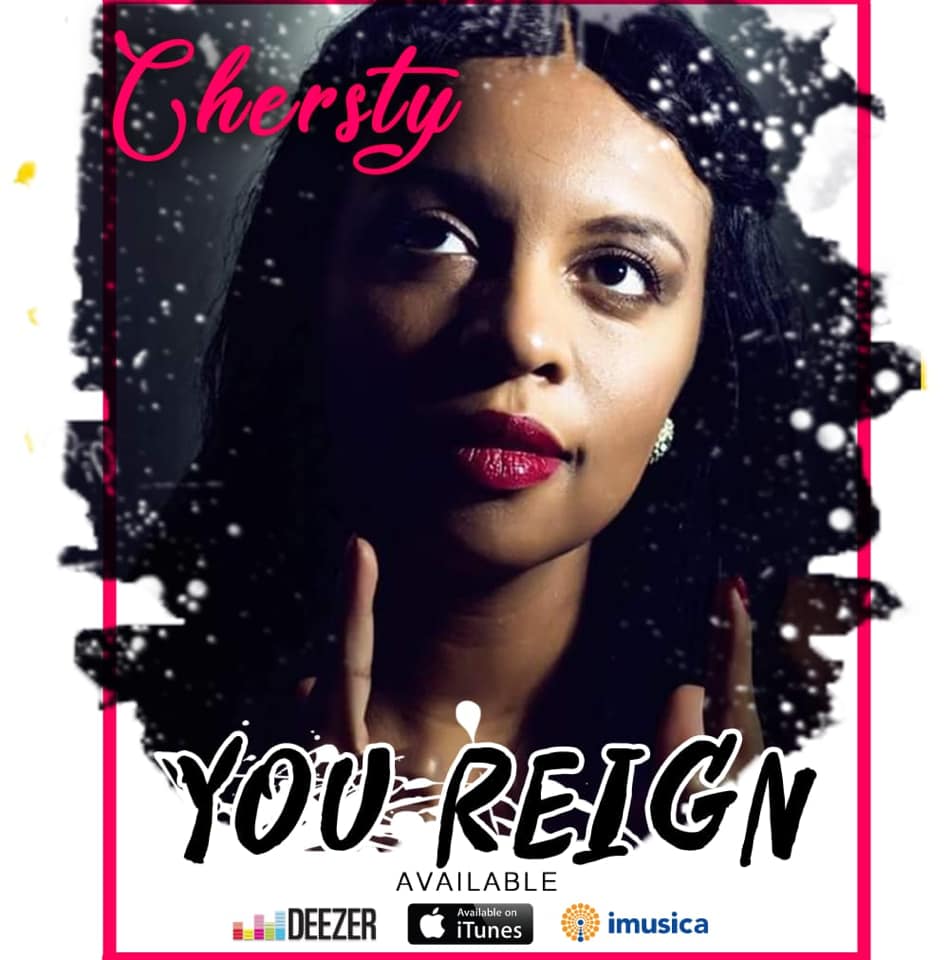 Chersty
YOU REIGN
AVAILABLE
DEEZER
Available on
iTunes
imusica